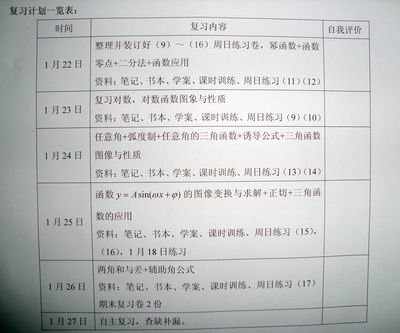 复习计划一览表：
时间 复习内容 自我评价
整理并装订好（9）～（16）周日练习卷，幂函数+函数
1月22日 零点+二分法+函数应用
资料：笔记、书本、学案、课时训练、周日练习（11）（12）
复习对数，对数函数图象与性质
1月23日
资料：笔记、书本、学案、课时训练、周日练习（9）（10）
任意角+弧度制+任意角的三角函数+诱导公式+三角函数
1月24日 图像与性质
资料：笔记、书本、学案、课时训练、周日练习（13）（14）
函数 y = A sin(ωx + φ) 的图像变换与求解+正切+三角函
数的应用
1月25日
资料：笔记、书本、学案、课时训练、周日练习（15），
（16），1月18日练习
两角和与差+辅助角公式
1月26日 资料：笔记、书本、学案、课时训练、周日练习（17）
期末复习卷2份
1月27日 自主复习，查缺补漏。